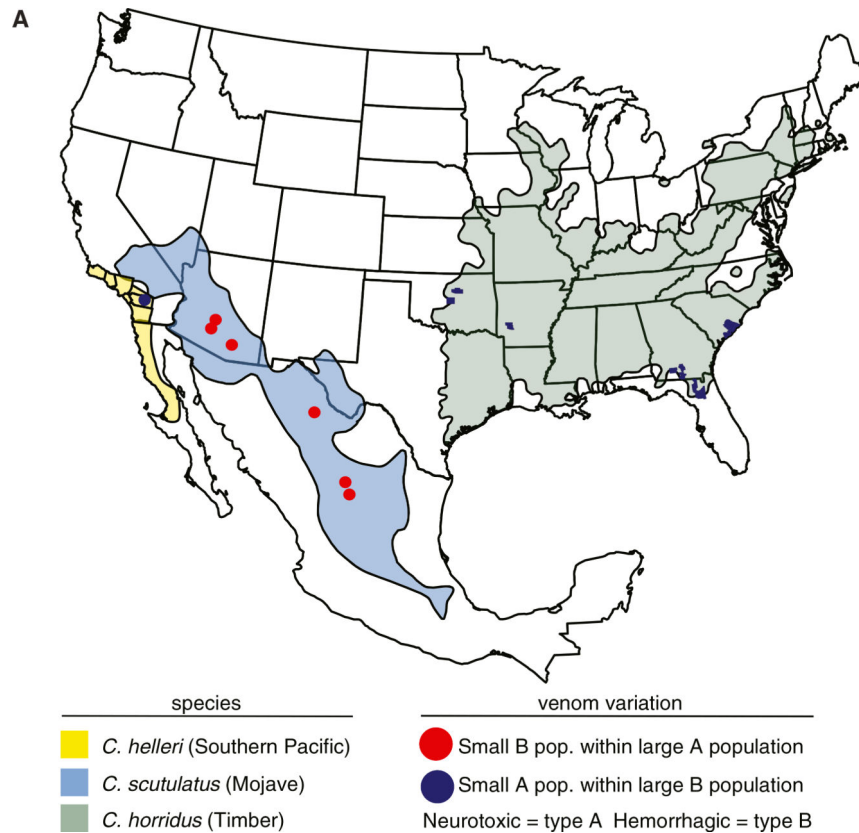 A
species
venom variation
C. helleri (Southern Pacific)
Small B pop. within large A population
C. scutulatus (Mojave)
Small A pop. within large B population
C. horridus (Timber)
Neurotoxic = type A Hemorrhagic = type B